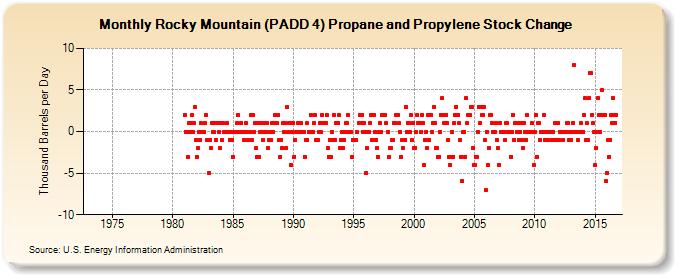 Monthly Rocky Mountain (PADD 4) Propane and Propylene Stock Change
Thousand Barrels per Day
10
5
0
-5
-10
1975 1980 1985 1990 1995 2000 2005 2010 2015
Source: U.S. Energy Information Administration